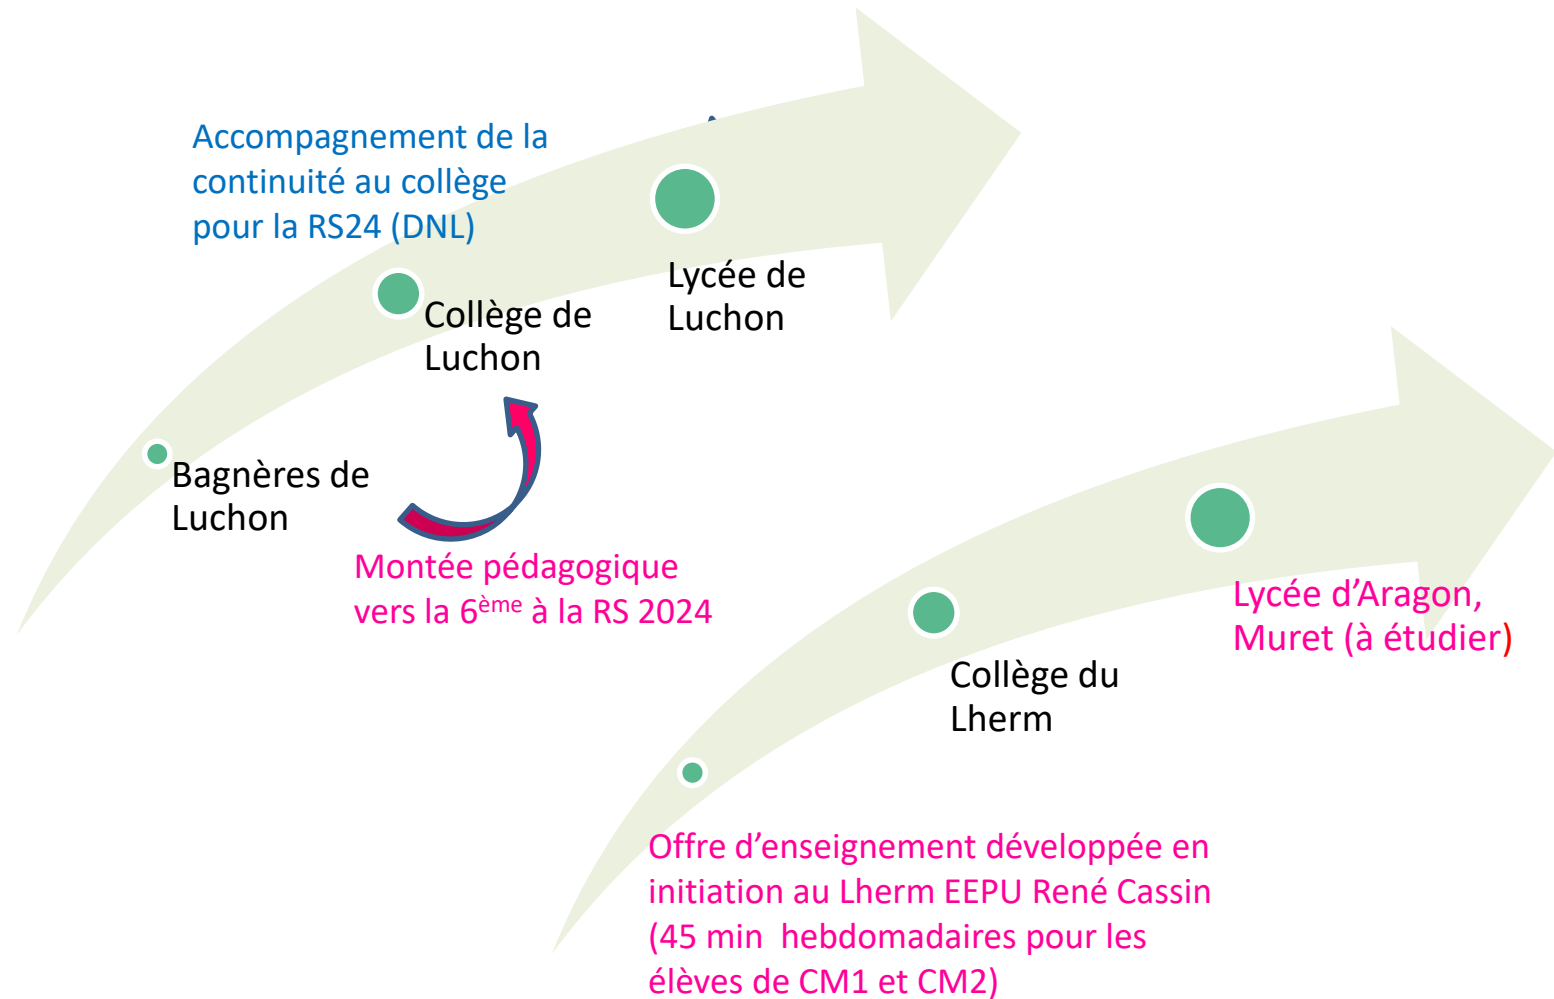 Accompagnement de la
continuité au collège
pour la RS24 (DNL)
Lycée de
Luchon
Collège de
Luchon
Bagnères de
Luchon
Montée pédagogique
vers la 6ème à la RS 2024
Lycée d’Aragon,
Muret (à étudier)
Collège du
Lherm
Offre d’enseignement développée en
initiation au Lherm EEPU René Cassin
(45 min  hebdomadaires pour les
élèves de CM1 et CM2)